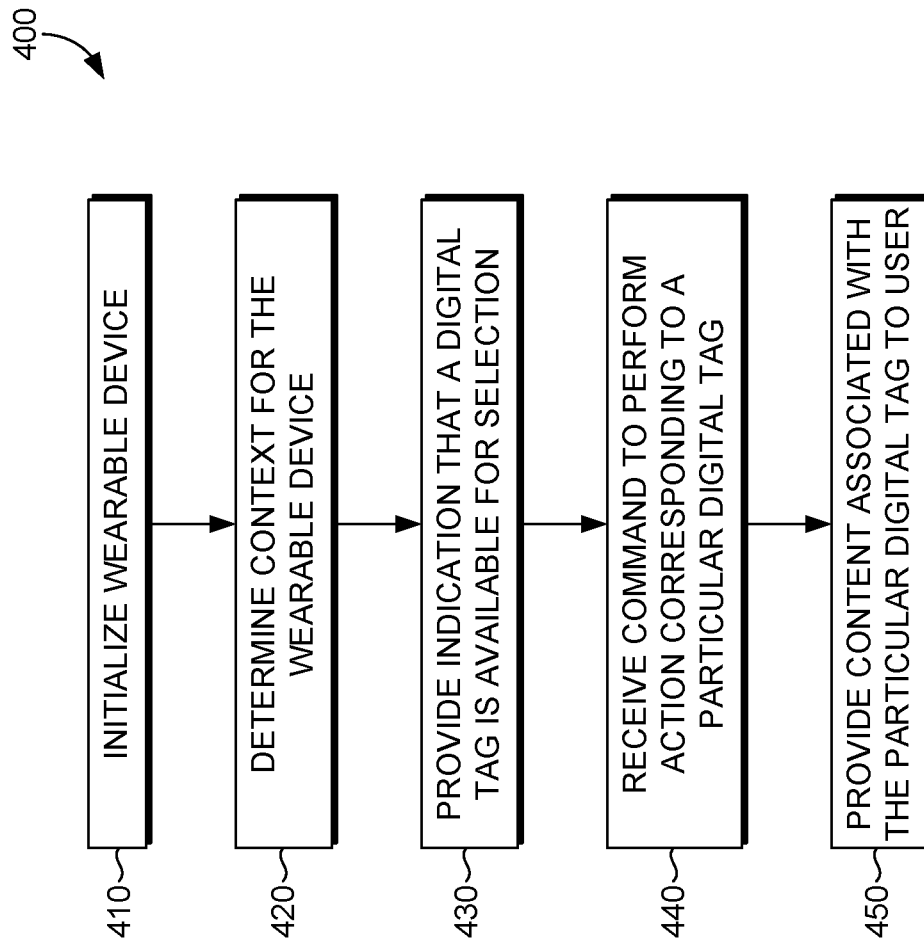 400
410
INITIALIZE WEARABLE DEVICE
420
DETERMINE CONTEXT FOR THE
WEARABLE DEVICE
430
PROVIDE INDICATION THAT A DIGITAL
TAG IS AVAILABLE FOR SELECTION
440
RECEIVE COMMAND TO PERFORM
ACTION CORRESPONDING TO A
PARTICULAR DIGITAL TAG
450
PROVIDE CONTENT ASSOCIATED WITH
THE PARTICULAR DIGITAL TAG TO USER